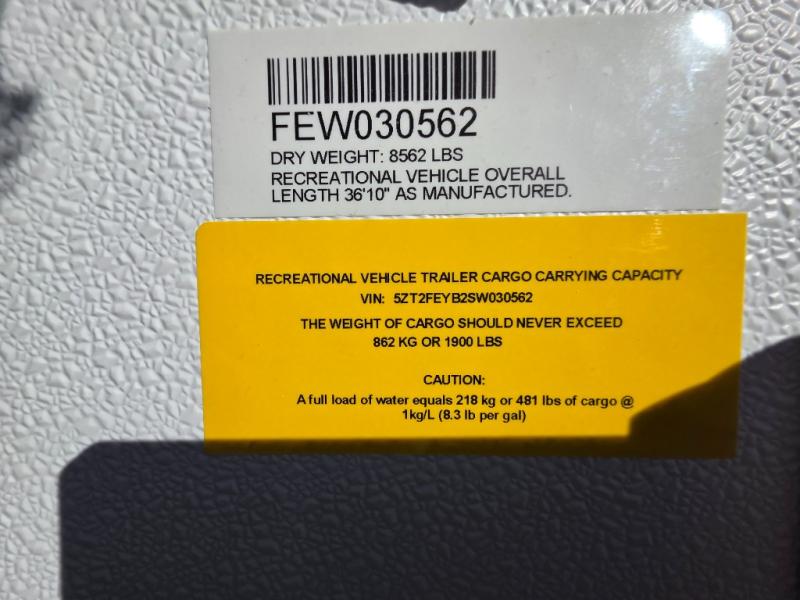 FEW030562
DRY WEIGHT: 8562 LBS
RECREATIONAL VEHICLE OVERALL
LENGTH 36'10" AS MANUFACTURED.
RECREATIONAL VEHICLE TRAILER CARGO CARRYING CAPACITY
VIN: 5ZT2FEYB2SW030562
THE WEIGHT OF CARGO SHOULD NEVER EXCEED
862 KG OR 1900 LBS
CAUTION:
A full load of water equals 218 kg or 481 lbs of cargo @
1kg/L (8.3 lb per gal)